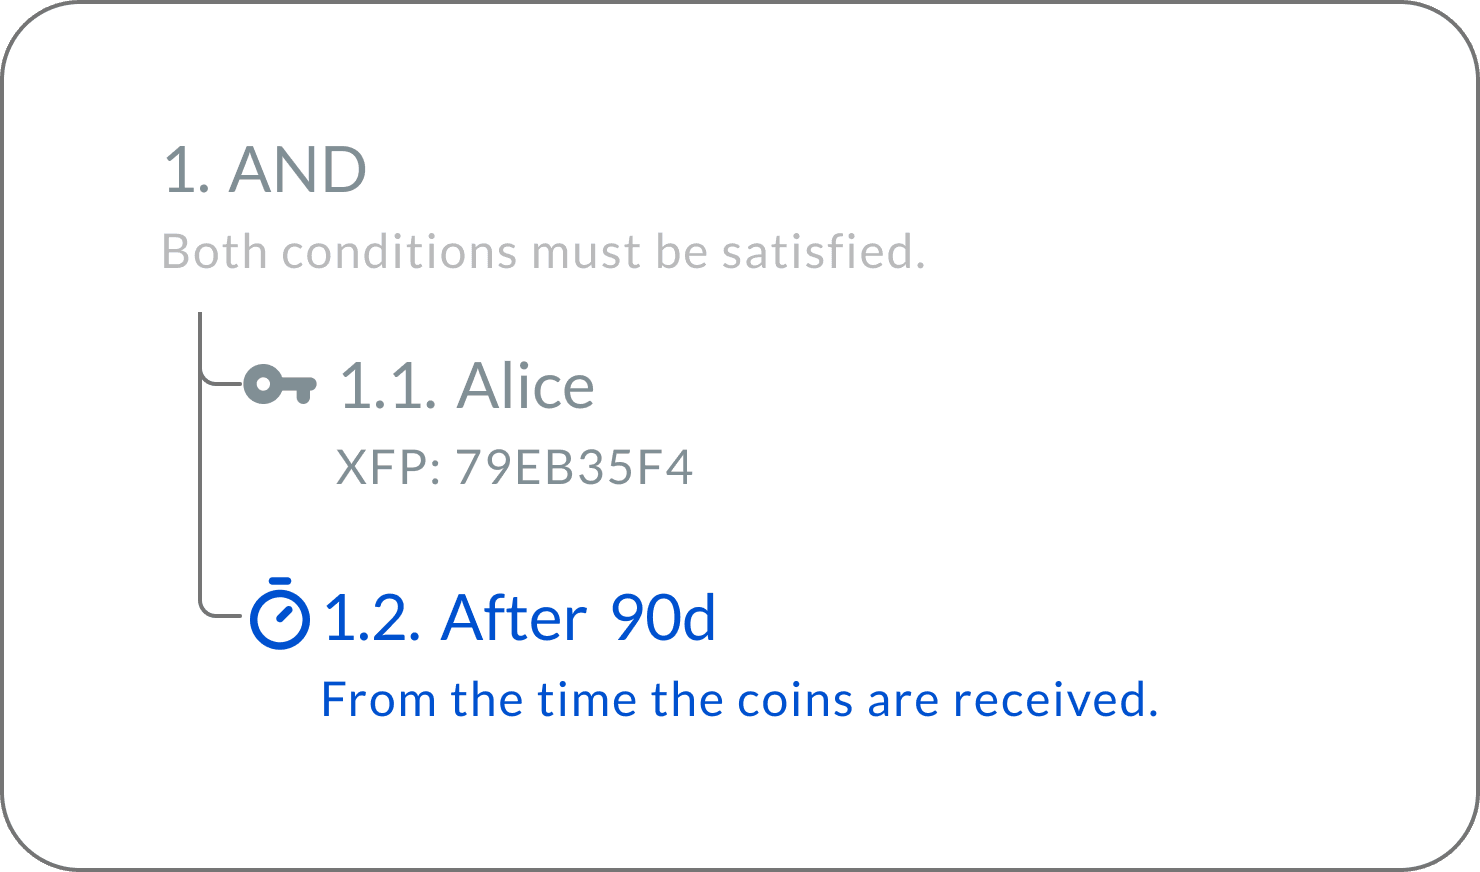 1. AND
Both conditions must be satisfied.
1.1. Alice
XFP: 79EB35F4
1.2. After 90d
From the time the coins are received.